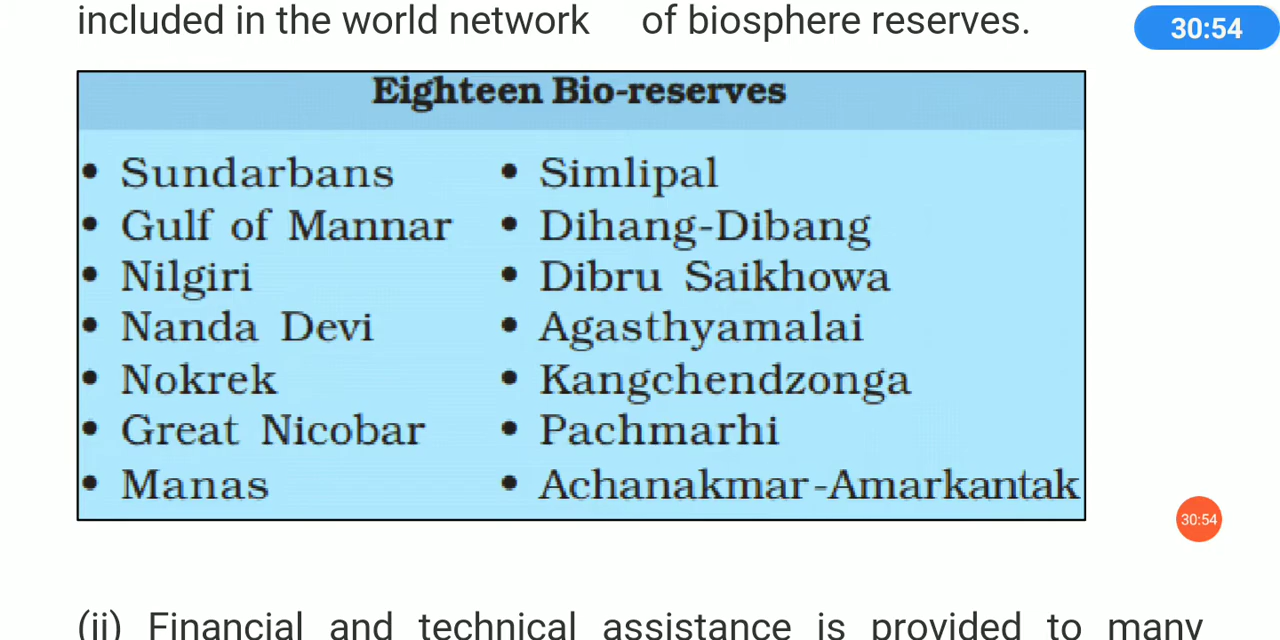 included in the world network of biosphere reserves.
30:54
Eighteen Bio-reserves
• Sundarbans
• Gulf of Mannar
• Nilgiri
• Nanda Devi
• Nokrek
• Great Nicobar
• Manas
• Simlipal
• Dihang-Dibang
• Dibru Saikhowa
• Agasthyamalai
• Kangchendzonga
• Pachmarhi
• Achanakmar-Amarkantak
30:54
(ii) Financial and technical assistance is provided to many